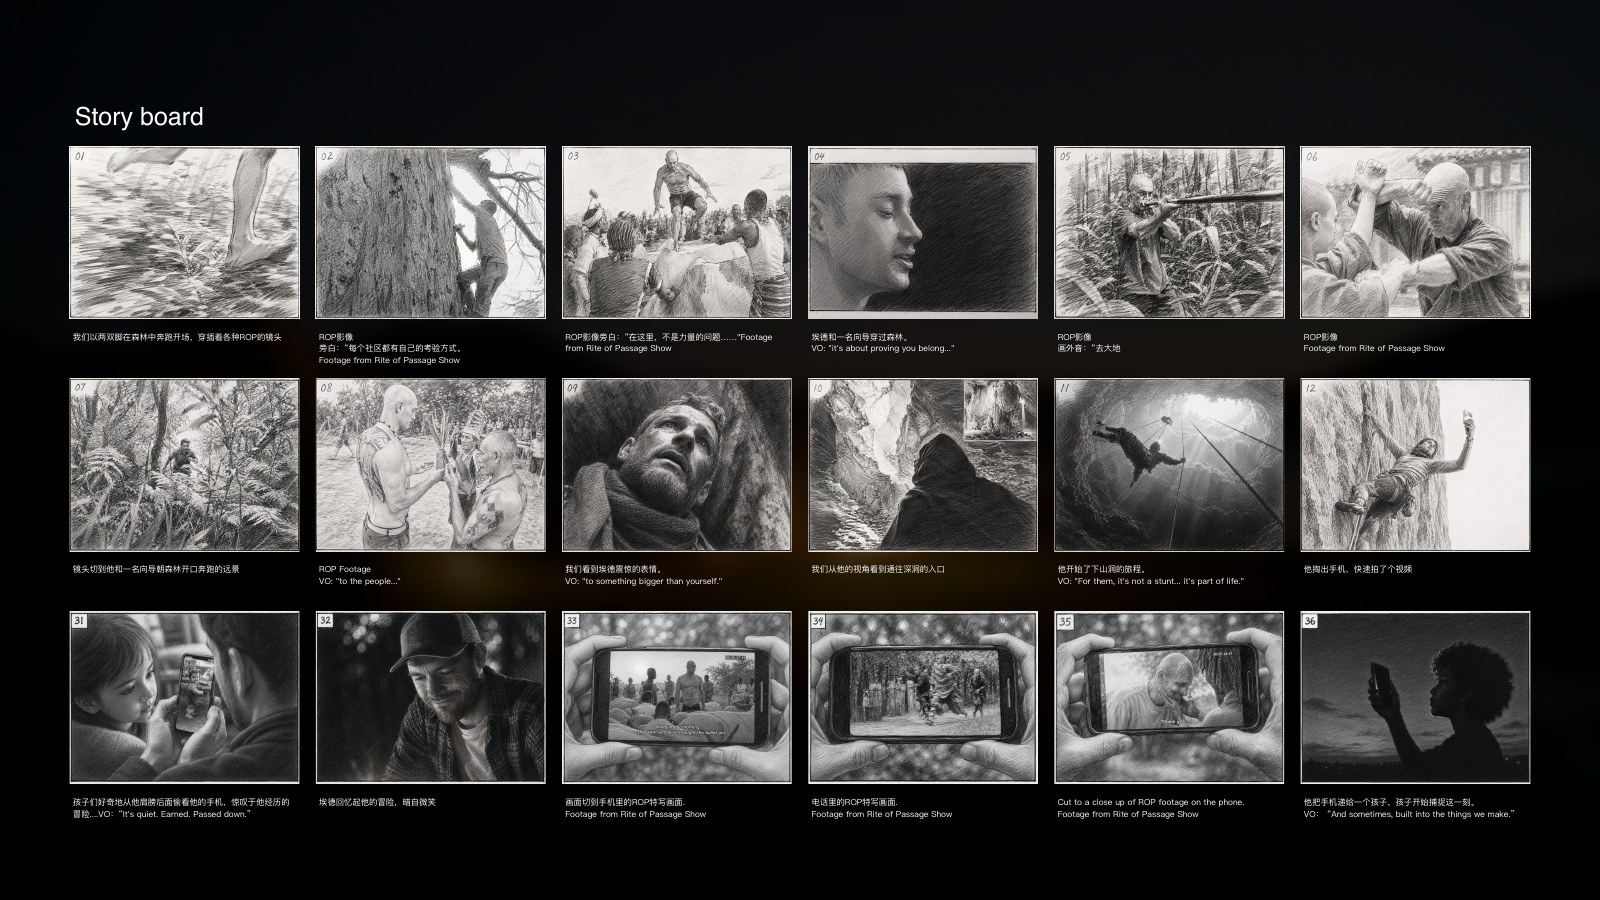 Story board
01
02
03
04
05
06
我们以两双脚在森林中奔跑开场，穿插着各种ROP的镜头
ROP影像
旁白：“每个社区都有自己的考验方式。
Footage from Rite of Passage Show
ROP影像旁白：“在这里，不是力量的问题……"Footage
from Rite of Passage Show
埃德和一名向导穿过森林。
VO: "it's about proving you belong..."
ROP影像
画外音：“去大地
ROP影像
Footage from Rite of Passage Show
07
08
09
10
11
12
镜头切到他和一名向导朝森林开口奔跑的远景
ROP Footage
VO: "to the people..."
我们看到埃德震惊的表情。
VO: "to something bigger than yourself."
我们从他的视角看到通往深洞的入口
他开始了下山洞的旅程。
VO: "For them, it's not a stunt... it's part of life."
他掏出手机，快速拍了个视频
31
32
33
34
35
36
孩子们好奇地从他肩膀后面偷看他的手机，惊叹于他经历的
冒险....VO：“It's quiet. Earned. Passed down.”
埃德回忆起他的冒险，暗自微笑
画面切到手机里的ROP特写画面.
Footage from Rite of Passage Show
电话里的ROP特写画面.
Footage from Rite of Passage Show
Cut to a close up of ROP footage on the phone.
Footage from Rite of Passage Show
他把手机递给一个孩子，孩子开始捕捉这一刻。
VO: “And sometimes, built into the things we make.”